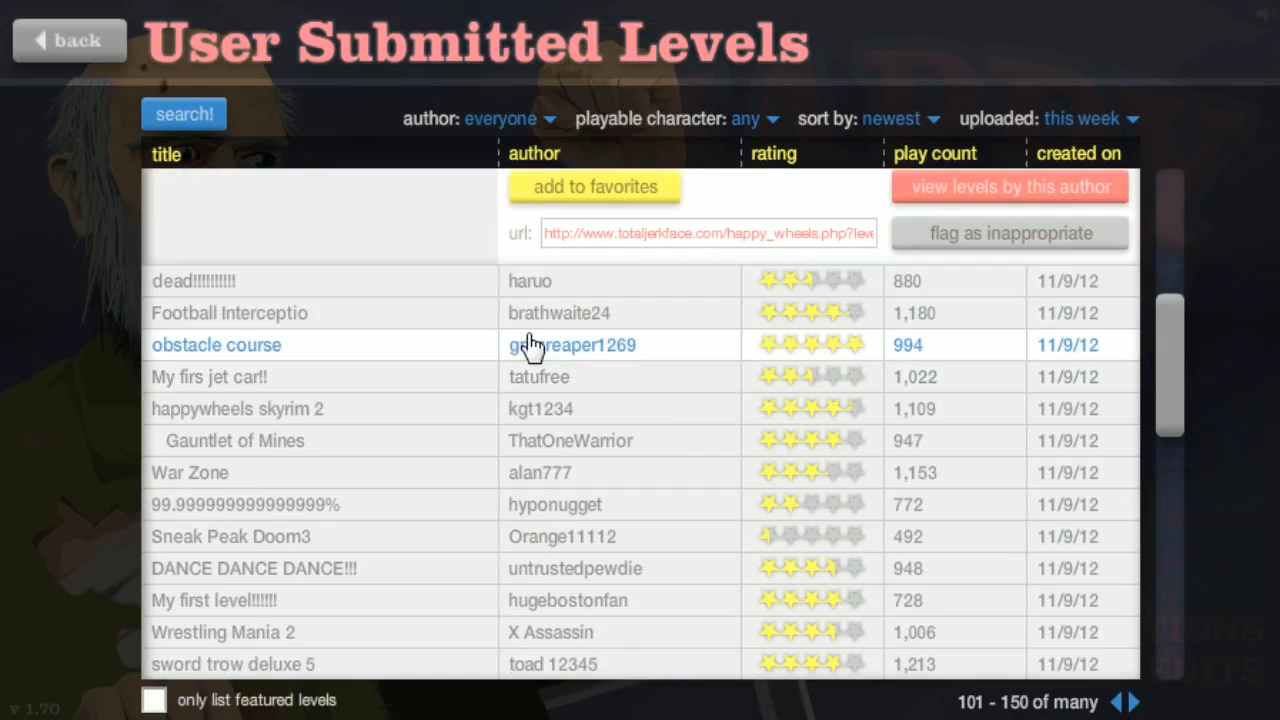 back
User Submitted Levels
search!
author: everyone playable character: any sort by: newest uploaded: this week
title author rating play count created on
add to favorites view levels by this author
url: http://www.totaljerkface.com/happy_wheels.php?leve flag as inappropriate
dead!!!!!!!!!! haruo 880 11/9/12
Football Interceptio brathwaite24 1,180 11/9/12
obstacle course 994 11/9/12
My firs jet car!! tatufree 1,022 11/9/12
happywheels skyrim 2 kgt1234 1,109 11/9/12
Gauntlet of Mines ThatOneWarrior 947 11/9/12
War Zone alan777 1,153 11/9/12
99.999999999999999% hyponugget 772 11/9/12
Sneak Peak Doom3 Orange11112 492 11/9/12
DANCE DANCE DANCE!!! untrustedpewdie 948 11/9/12
My first level!!!!!! hugebostonfan 728 11/9/12
Wrestling Mania 2 X Assassin 1,006 11/9/12
sword trow deluxe 5 toad 12345 1,213 11/9/12
only list featured levels 101 - 150 of many
v 1.70